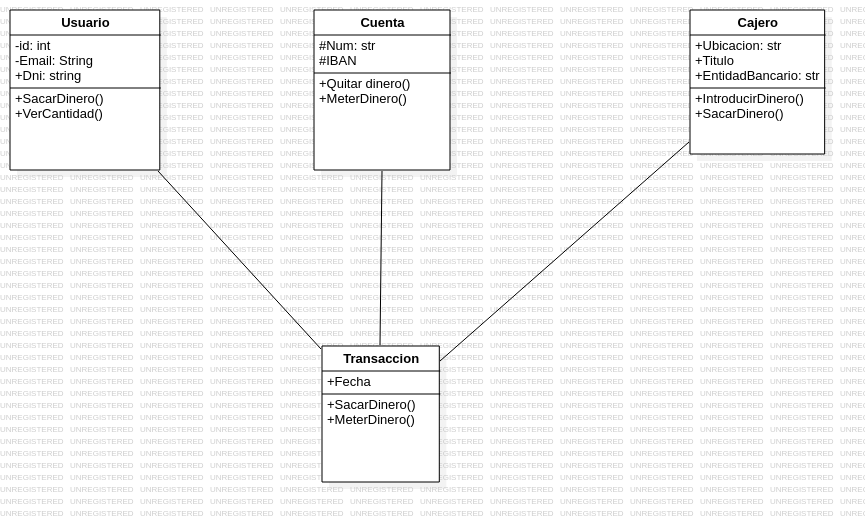 Usuario
-id: int
-Email: String
+Dni: string
+SacarDinero()
+VerCantidad()
Cuenta
#Num: str
#IBAN
+Quitar dinero()
+MeterDinero()
Cajero
+Ubicacion: str
+Titulo
+EntidadBancario: str
+IntroducirDinero()
+SacarDinero()
Transaccion
+Fecha
+SacarDinero()
+MeterDinero()
UNREGISTERED